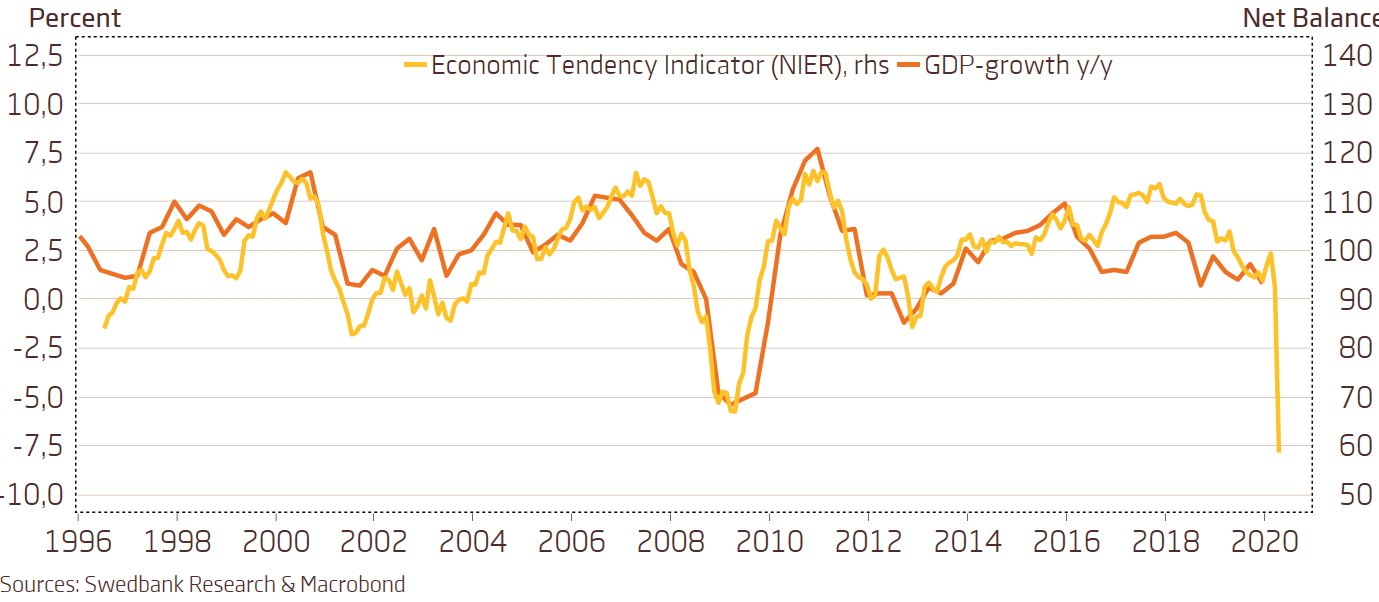 Percent Net Balance
Economic Tendency Indicator (NIER), rhs GDP-growth y/y
12,5 140
10,0 130
7,5 120
5,0 110
2,5 100
0,0 90
-2,5 80
-5,0 70
-7,5 60
-10,0 50
1996 1998 2000 2002 2004 2006 2008 2010 2012 2014 2016 2018 2020
Sources: Swedbank Research & Macrobond